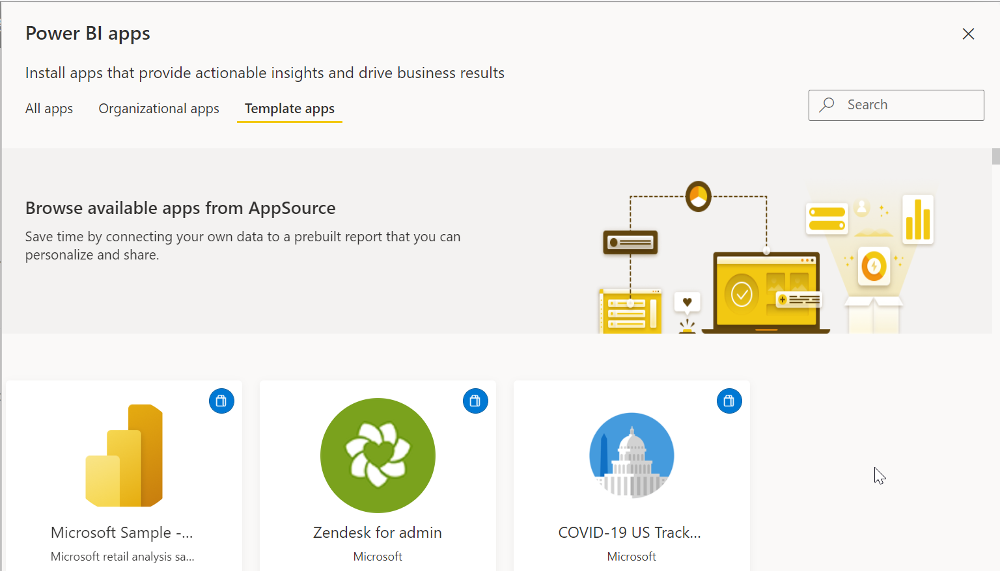 Power BI apps
Install apps that provide actionable insights and drive business results
All apps
Organizational apps
Template apps
Search
Browse available apps from AppSource
Save time by connecting your own data to a prebuilt report that you can
personalize and share.
Microsoft Sample -...
Microsoft retail analysis sa...
Zendesk for admin
Microsoft
COVID-19 US Track...
Microsoft